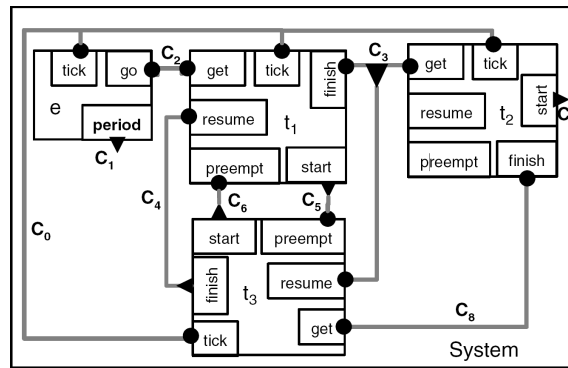 C2
C3
tick
go
get
tick
finish
get
tick
e
period
resume
t1
resume
t2
start
C
C1
preempt
start
preempt
finish
C4
C6
C5
C0
start
preempt
finish
t3
resume
tick
get
C8
System